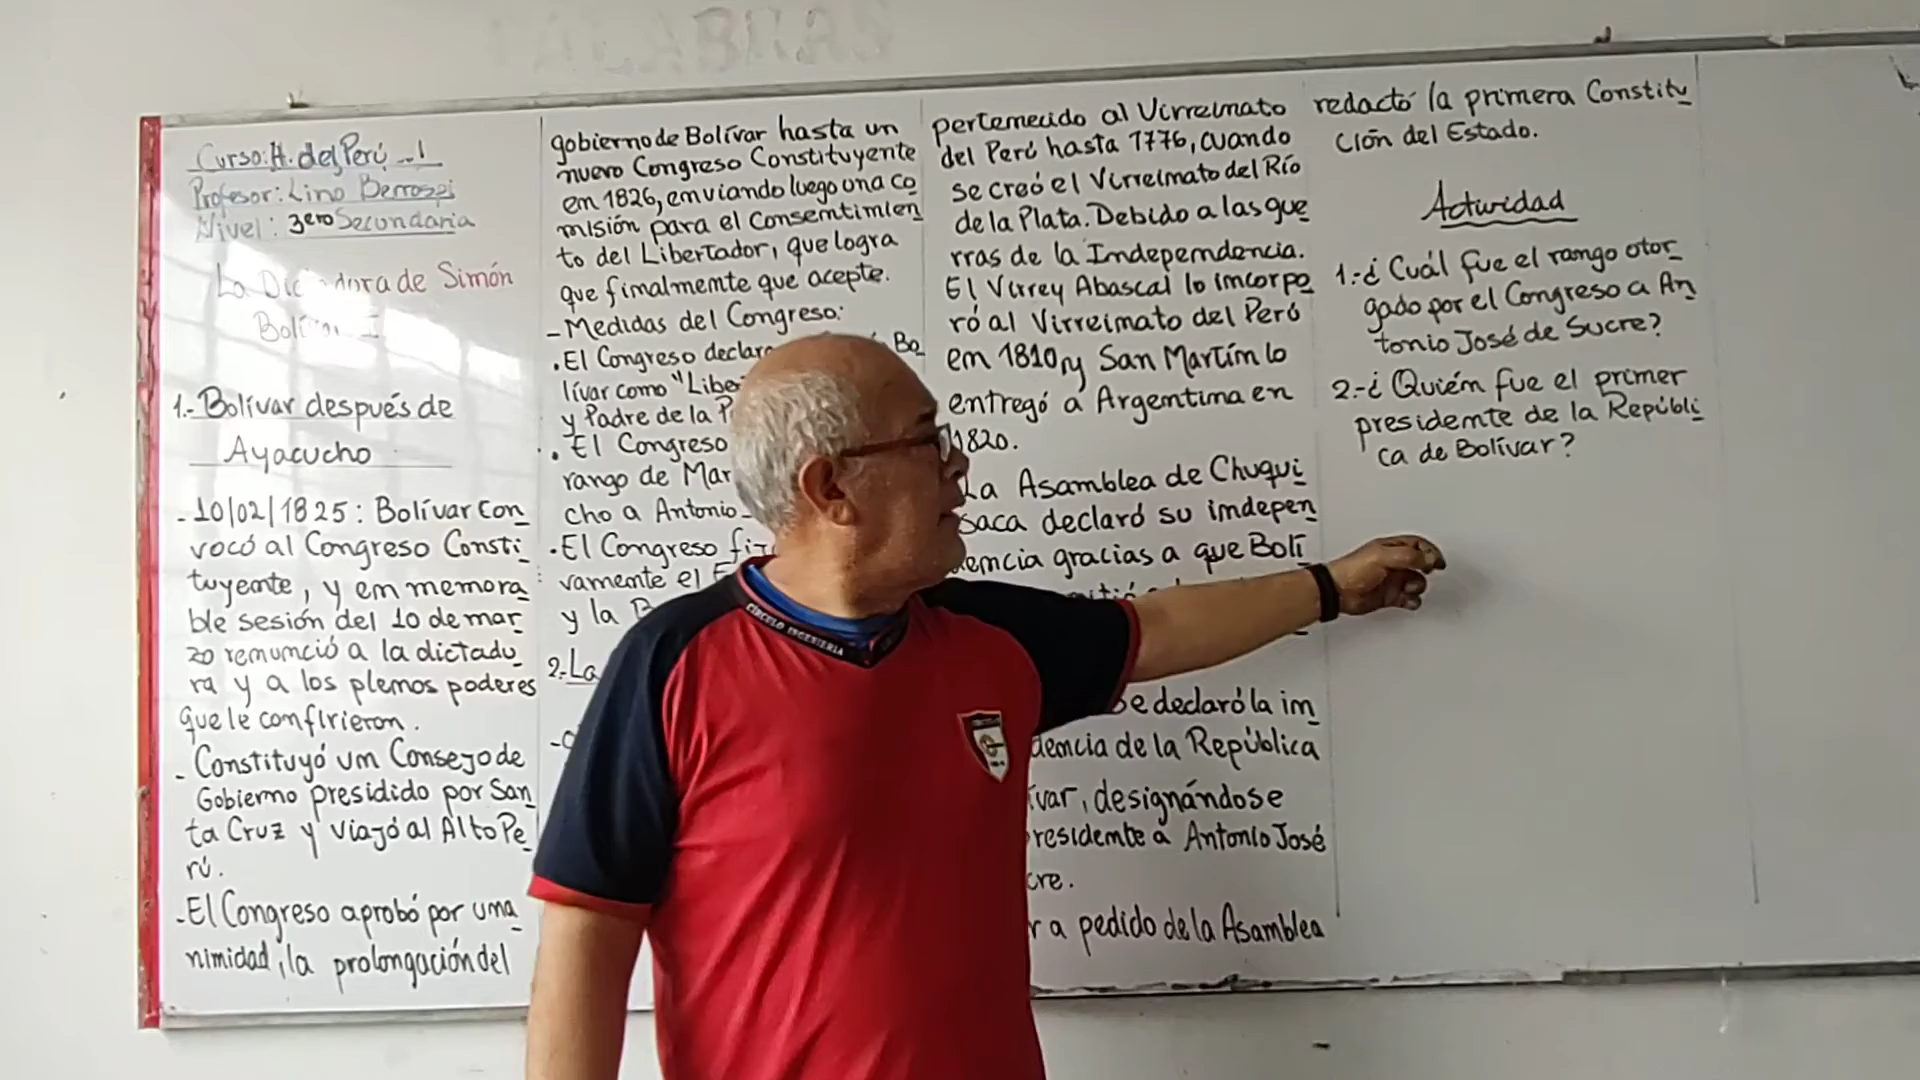 Curso: H. del Perú - 1
Profesor: Lino Berrospi
Nivel: 3ero Secundaria
La Dictadura de Simón
Bolívar I
1.- Bolívar después de
Ayacucho
- 10/02/1825: Bolívar con
vocó al Congreso Consti
tuyente, y en memora
ble sesión del 10 de mar
zo renunció a la dictadu
ra y a los plenos poderes
que le confirieron.
- Constituyó un Consejo de
Gobierno presidido por San
ta Cruz y viajó al Alto Pe
rú.
- El Congreso aprobó por una
nimidad, la prolongación del
gobierno de Bolívar hasta un
nuevo Congreso Constituyente
en 1826, enviando luego una co
misión para el Consentimien
to del Libertador, que logra
que finalmente que acepte.
- Medidas del Congreso:
. El Congreso declar Bo
lívar como "Libe
y Padre de la P
. El Congreso
rango de Mar
cho a Antonio
. El Congreso fi
vamente el
y la B
2.- La
pertenecido al Virreinato
del Perú hasta 1776, cuando
se creó el Virreinato del Río
de la Plata. Debido a las gue
rras de la Independencia.
El Virrey Abascal lo incorpo
ró al Virreinato del Perú
en 1810 y San Martín lo
entregó a Argentina en
1820.
La Asamblea de Chuqui
saca declaró su indepen
dencia gracias a que Bolí
se declaró la in
dencia de la República
ívar, designándose
residente a Antonio José
cre.
r a pedido de la Asamblea
redactó la primera Constitu
ción del Estado.
Actividad
1.- ¿Cuál fue el rango otor
gado por el Congreso a An
tonio José de Sucre?
2.- ¿Quién fue el primer
presidente de la Repúbli
ca de Bolívar?
CÍRCULO INGENIERÍA